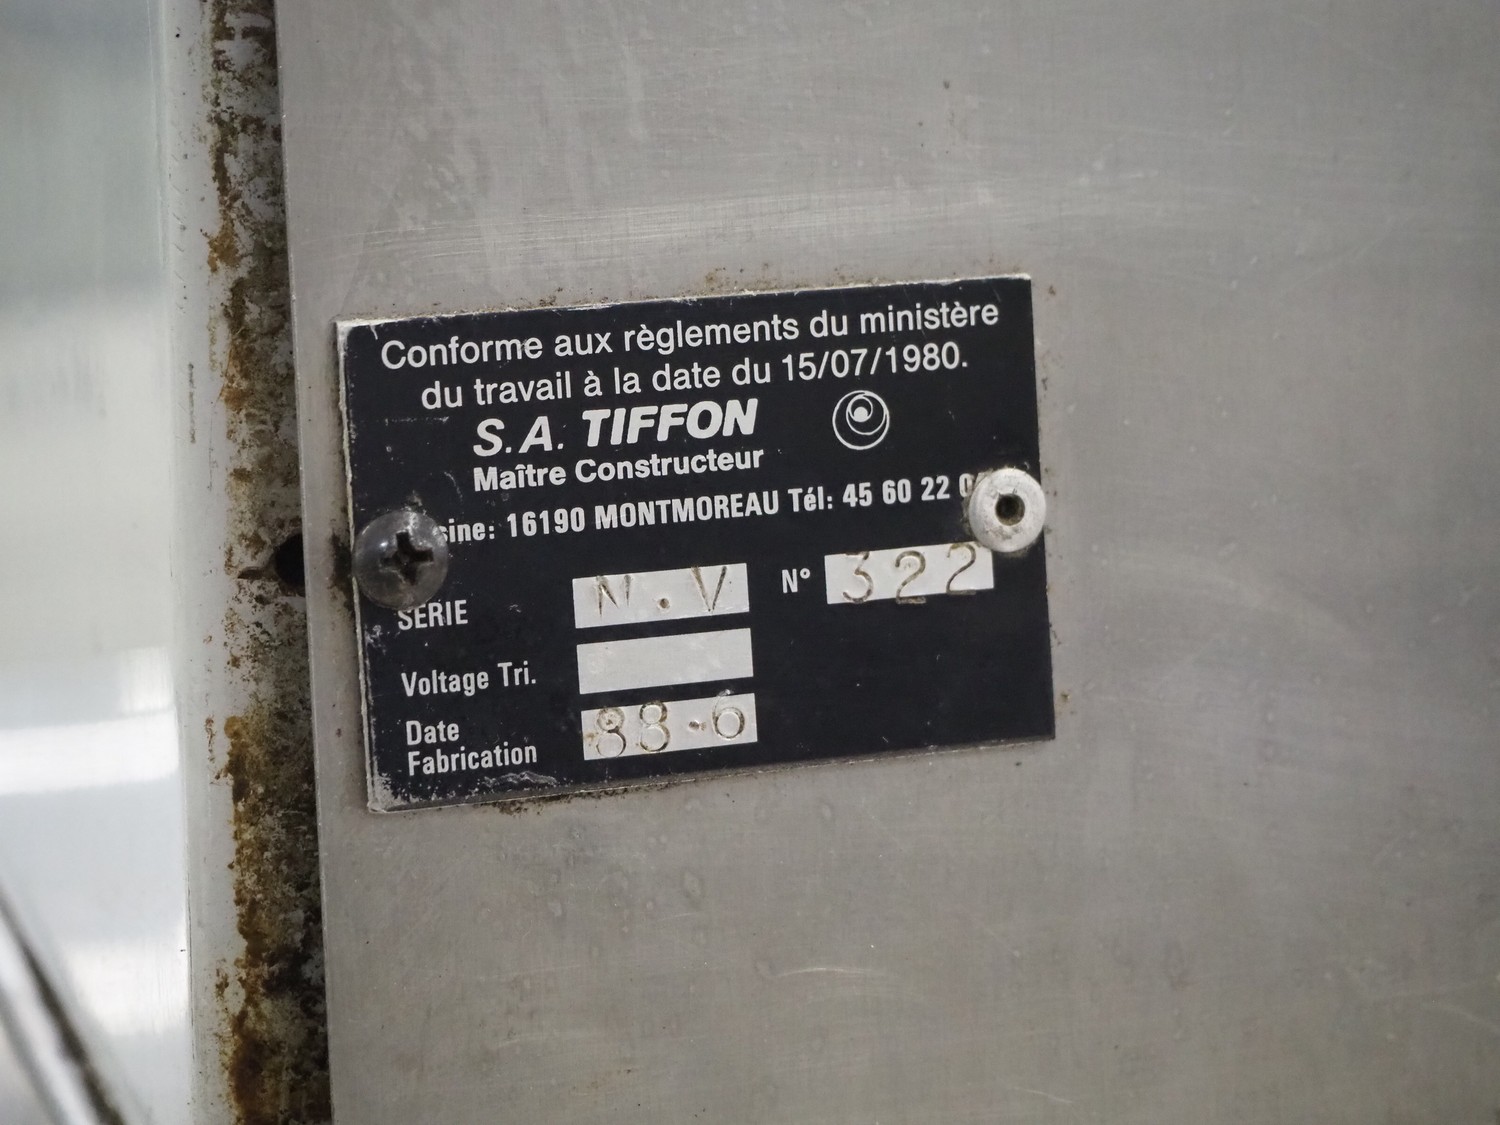 Conforme aux règlements du ministère
du travail à la date du 15/07/1980.
S.A. TIFFON
Maître Constructeur
16190 MONTMOREAU Tél: 45 60 22
SERIE N.V N° 322
Voltage Tri.
Date
Fabrication 88.6